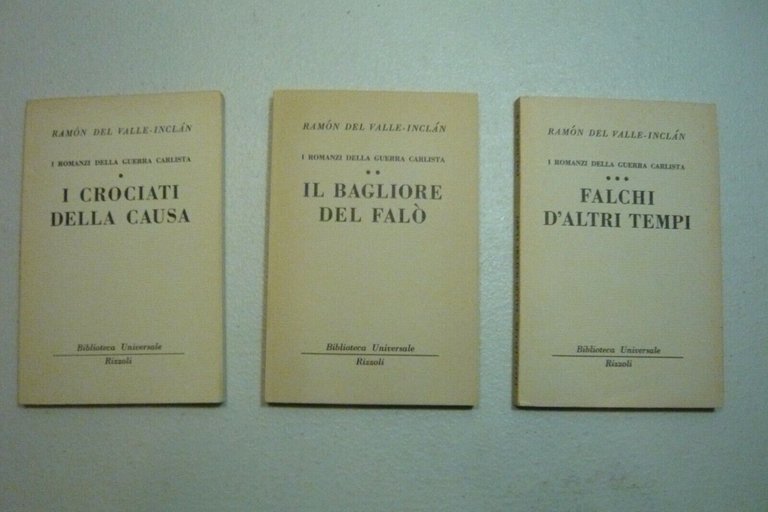 RAMÓN DEL VALLE-INCLÁN
I ROMANZI DELLA GUERRA CARLISTA
•
I CROCIATI
DELLA CAUSA
Biblioteca Universale
Rizzoli
RAMÓN DEL VALLE-INCLÁN
I ROMANZI DELLA GUERRA CARLISTA
••
IL BAGLIORE
DEL FALÒ
Biblioteca Universale
Rizzoli
RAMÓN DEL VALLE-INCLÁN
I ROMANZI DELLA GUERRA CARLISTA
•••
FALCHI
D'ALTRI TEMPI
Biblioteca Universale
Rizzoli